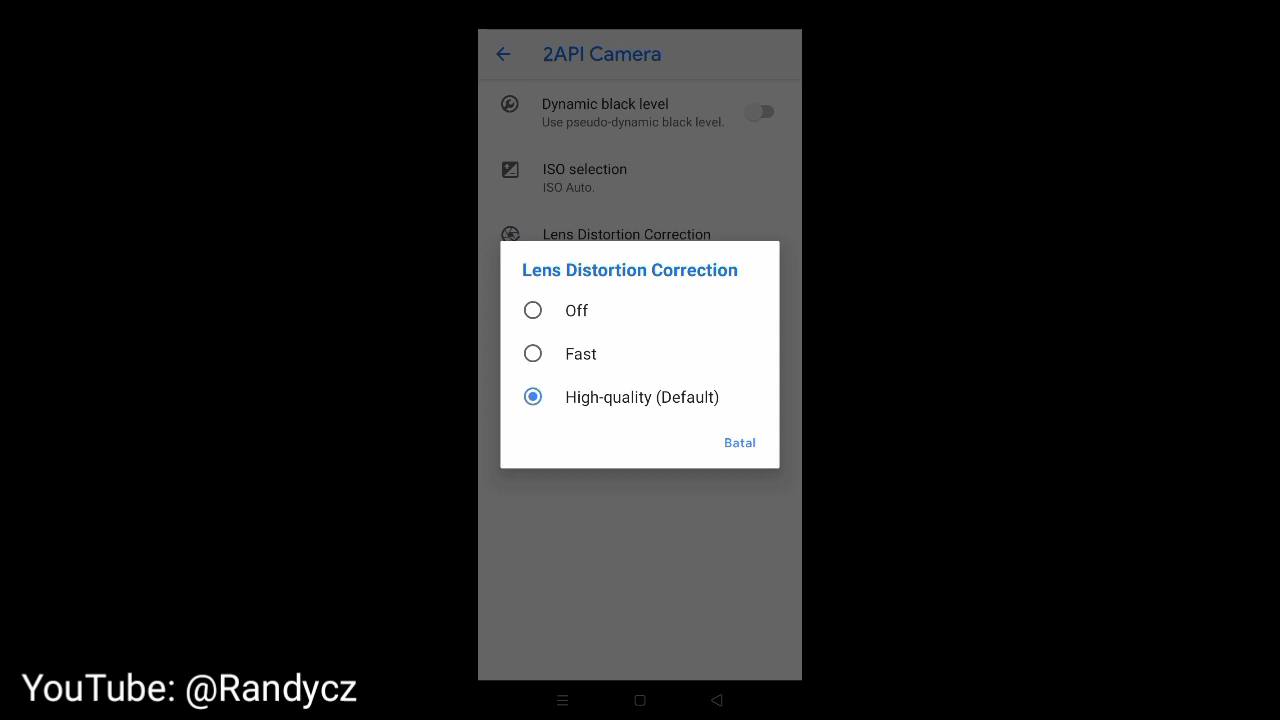 2API Camera
Dynamic black level
Use pseudo-dynamic black level.
ISO selection
ISO Auto.
Lens Distortion Correction
Lens Distortion Correction
Off
Fast
High-quality (Default)
Batal
YouTube: @Randycz